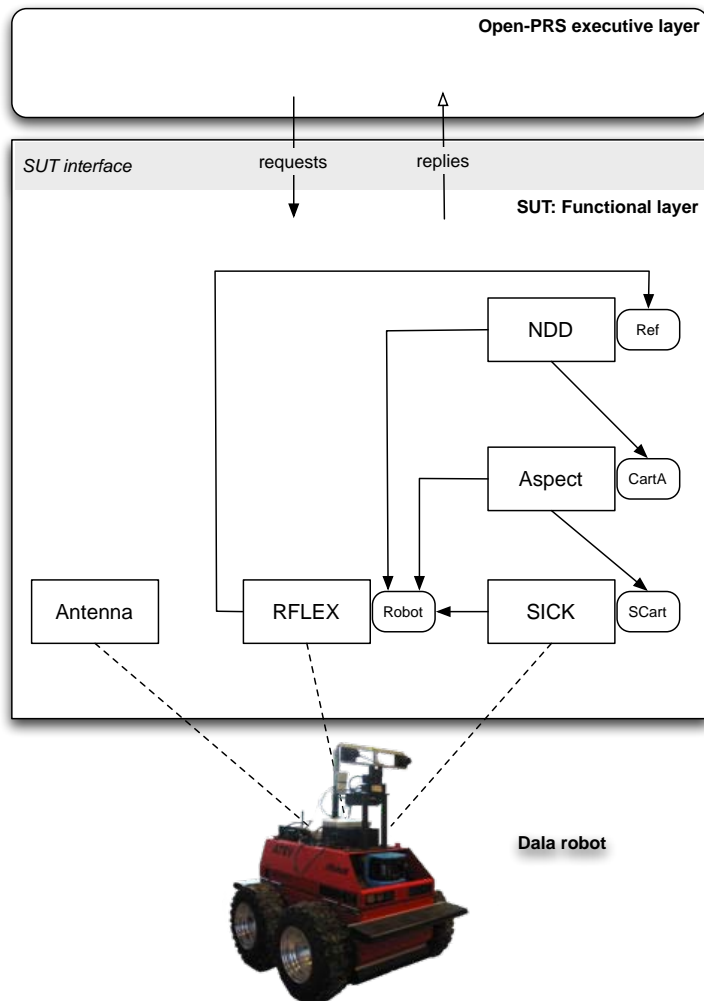 Open-PRS executive layer
SUT interface
requests
replies
SUT: Functional layer
NDD
Ref
Aspect
CartA
Antenna
RFLEX
Robot
SICK
SCart
Dala robot